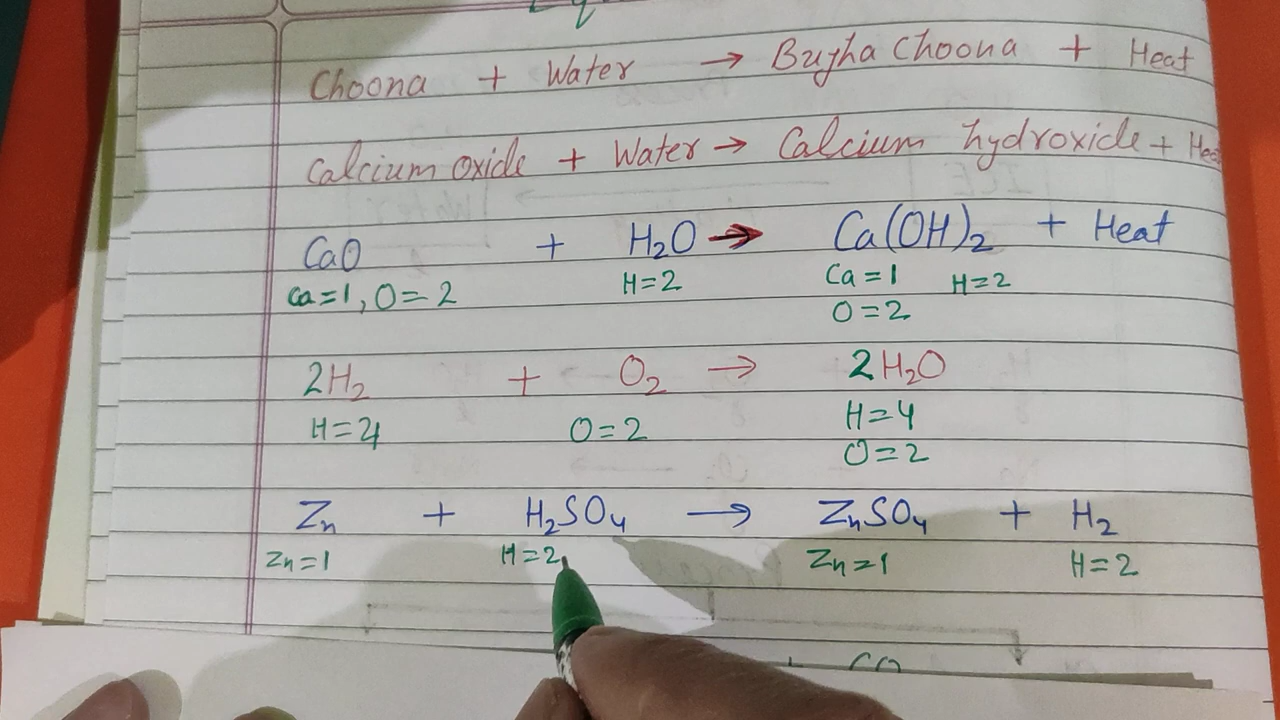 Choona + Water → Bujha Choona + Heat
Calcium oxide + Water → Calcium hydroxide + Hea
CaO + H₂O → Ca(OH)₂ + Heat
Ca=1, O=2 H=2 Ca=1 H=2
O=2
2H₂ + O₂ → 2H₂O
H=4 O=2 H=4
O=2
Zn + H₂SO₄ → ZnSO₄ + H₂
Zn=1 H=2 Zn=1 H=2